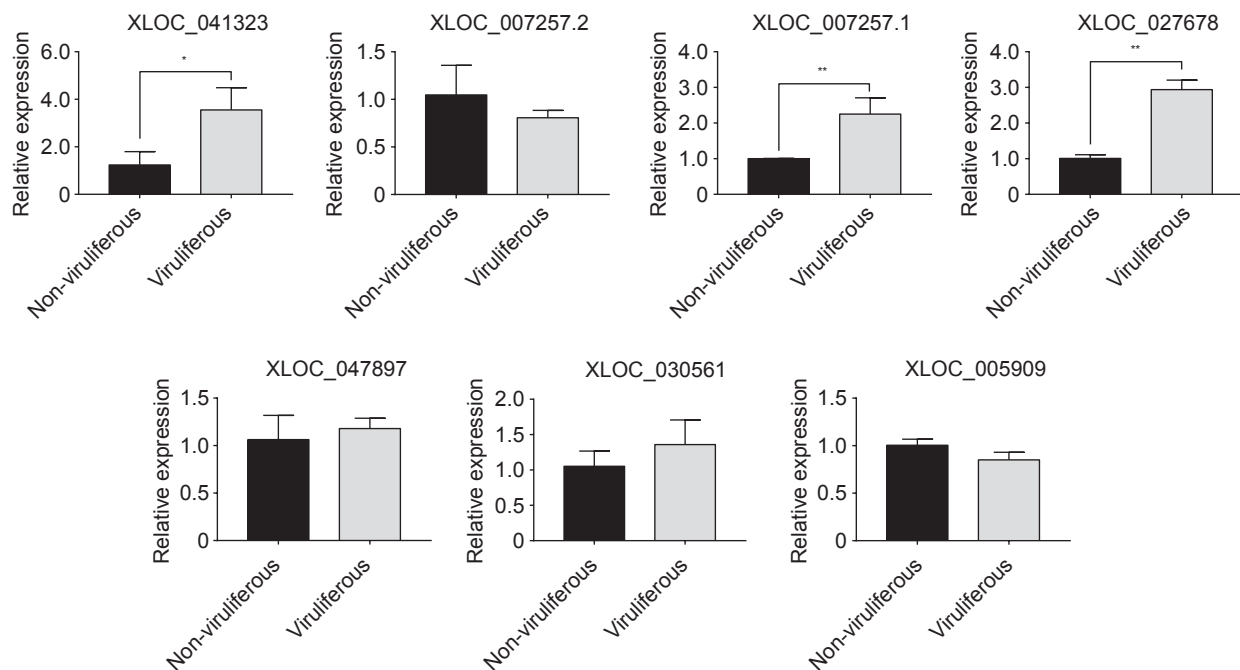 XLOC_041323
Relative expression
6.0
4.0
2.0
0
*
Non-viruliferous
Viruliferous
XLOC_007257.2
Relative expression
1.5
1.0
0.5
0
Non-viruliferous
Viruliferous
XLOC_007257.1
Relative expression
4.0
3.0
2.0
1.0
0
**
Non-viruliferous
Viruliferous
XLOC_027678
Relative expression
4.0
3.0
2.0
1.0
0
**
Non-viruliferous
Viruliferous
XLOC_047897
Relative expression
1.5
1.0
0.5
0
Non-viruliferous
Viruliferous
XLOC_030561
Relative expression
2.0
1.5
1.0
0.5
0
Non-viruliferous
Viruliferous
XLOC_005909
Relative expression
1.5
1.0
0.5
0
Non-viruliferous
Viruliferous